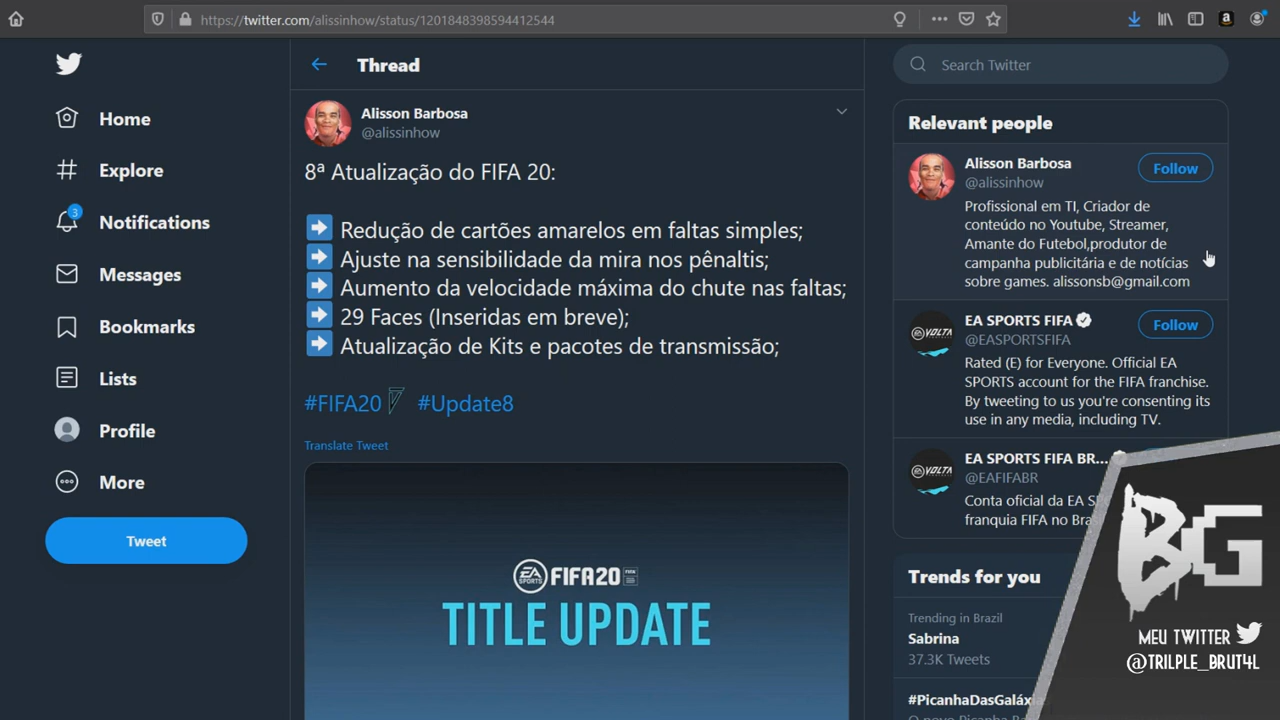 https://twitter.com/alissinhow/status/1201848398594412544
Home
Explore
3
Notifications
Messages
Bookmarks
Lists
Profile
More
Tweet
Thread
Alisson Barbosa
@alissinhow
8ª Atualização do FIFA 20:
➡ Redução de cartões amarelos em faltas simples;
➡ Ajuste na sensibilidade da mira nos pênaltis;
➡ Aumento da velocidade máxima do chute nas faltas;
➡ 29 Faces (Inseridas em breve);
➡ Atualização de Kits e pacotes de transmissão;
#FIFA20 #Update8
Translate Tweet
EA SPORTS FIFA20
TITLE UPDATE
Search Twitter
Relevant people
Alisson Barbosa
Follow
@alissinhow
Profissional em TI, Criador de
conteúdo no Youtube, Streamer,
Amante do Futebol,produtor de
campanha publicitária e de notícias
sobre games. alissonsb@gmail.com
EA SPORTS FIFA
Follow
@EASPORTSFIFA
Rated (E) for Everyone. Official EA
SPORTS account for the FIFA franchise.
By tweeting to us you're consenting its
use in any media, including TV.
EA SPORTS FIFA BR...
@EAFIFABR
Conta oficial da EA
franquia FIFA no
Trends for you
Trending in Brazil
Sabrina
37.3K Tweets
#PicanhaDasGaláxi
O novo Picanha
BG
MEU TWITTER
@TRILPLE_BRUT4L